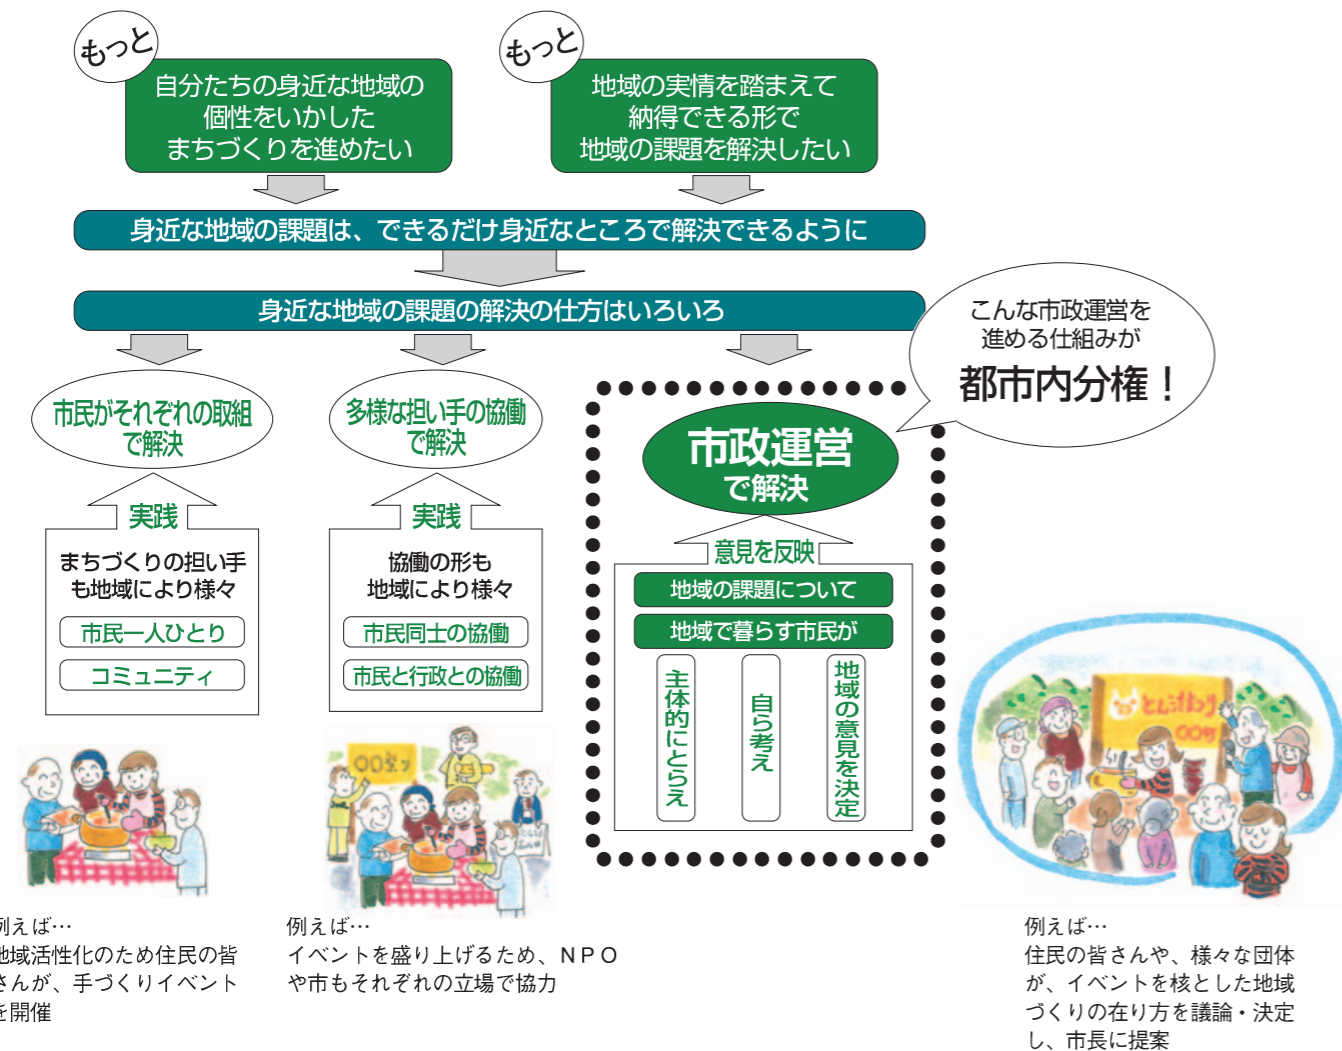 もっと
自分たちの身近な地域の
個性をいかした
まちづくりを進めたい
もっと
地域の実情を踏まえて
納得できる形で
地域の課題を解決したい
身近な地域の課題は、できるだけ身近なところで解決できるように
身近な地域の課題の解決の仕方はいろいろ
こんな市政運営を
進める仕組みが
都市内分権！
市民がそれぞれの取組
で解決
実践
まちづくりの担い手
も地域により様々
市民一人ひとり
コミュニティ
多様な担い手の協働
で解決
実践
協働の形も
地域により様々
市民同士の協働
市民と行政との協働
市政運営
で解決
意見を反映
地域の課題について
地域で暮らす市民が
主体的にとらえ
自ら考え
地域の意見を決定
〇〇祭り
とんげまつり
〇〇町
例えば…
地域活性化のため住民の皆
さんが、手づくりイベント
を開催
例えば…
イベントを盛り上げるため、ＮＰＯ
や市もそれぞれの立場で協力
例えば…
住民の皆さんや、様々な団体
が、イベントを核とした地域
づくりの在り方を議論・決定
し、市長に提案